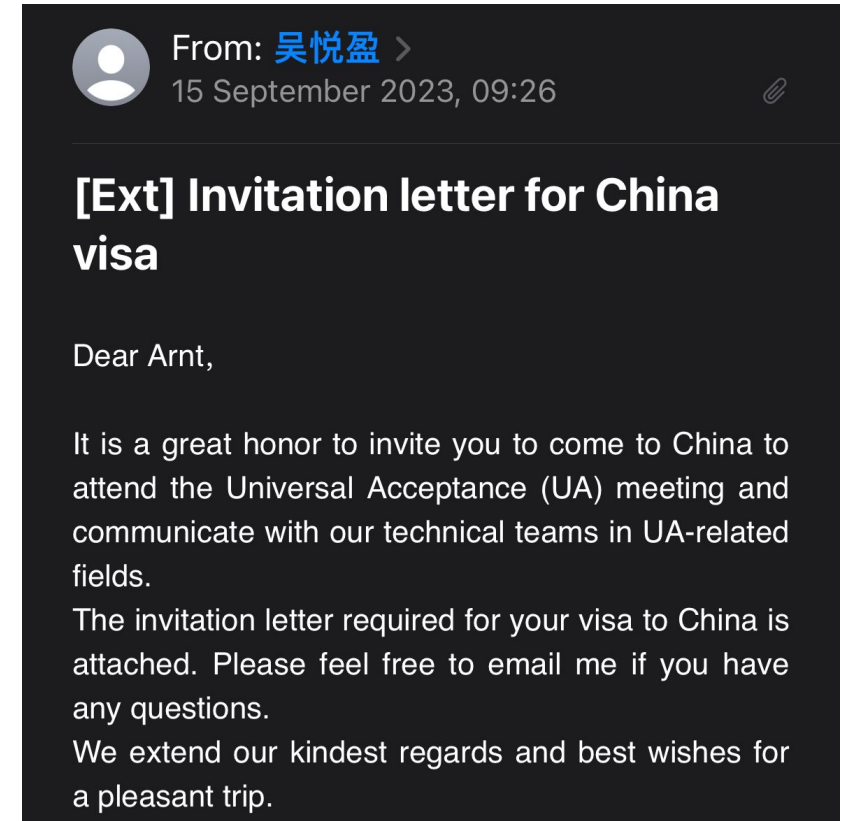 From: 吴悦盈
15 September 2023, 09:26
[Ext] Invitation letter for China
visa
Dear Arnt,
It is a great honor to invite you to come to China to
attend the Universal Acceptance (UA) meeting and
communicate with our technical teams in UA-related
fields.
The invitation letter required for your visa to China is
attached. Please feel free to email me if you have
any questions.
We extend our kindest regards and best wishes for
a pleasant trip.